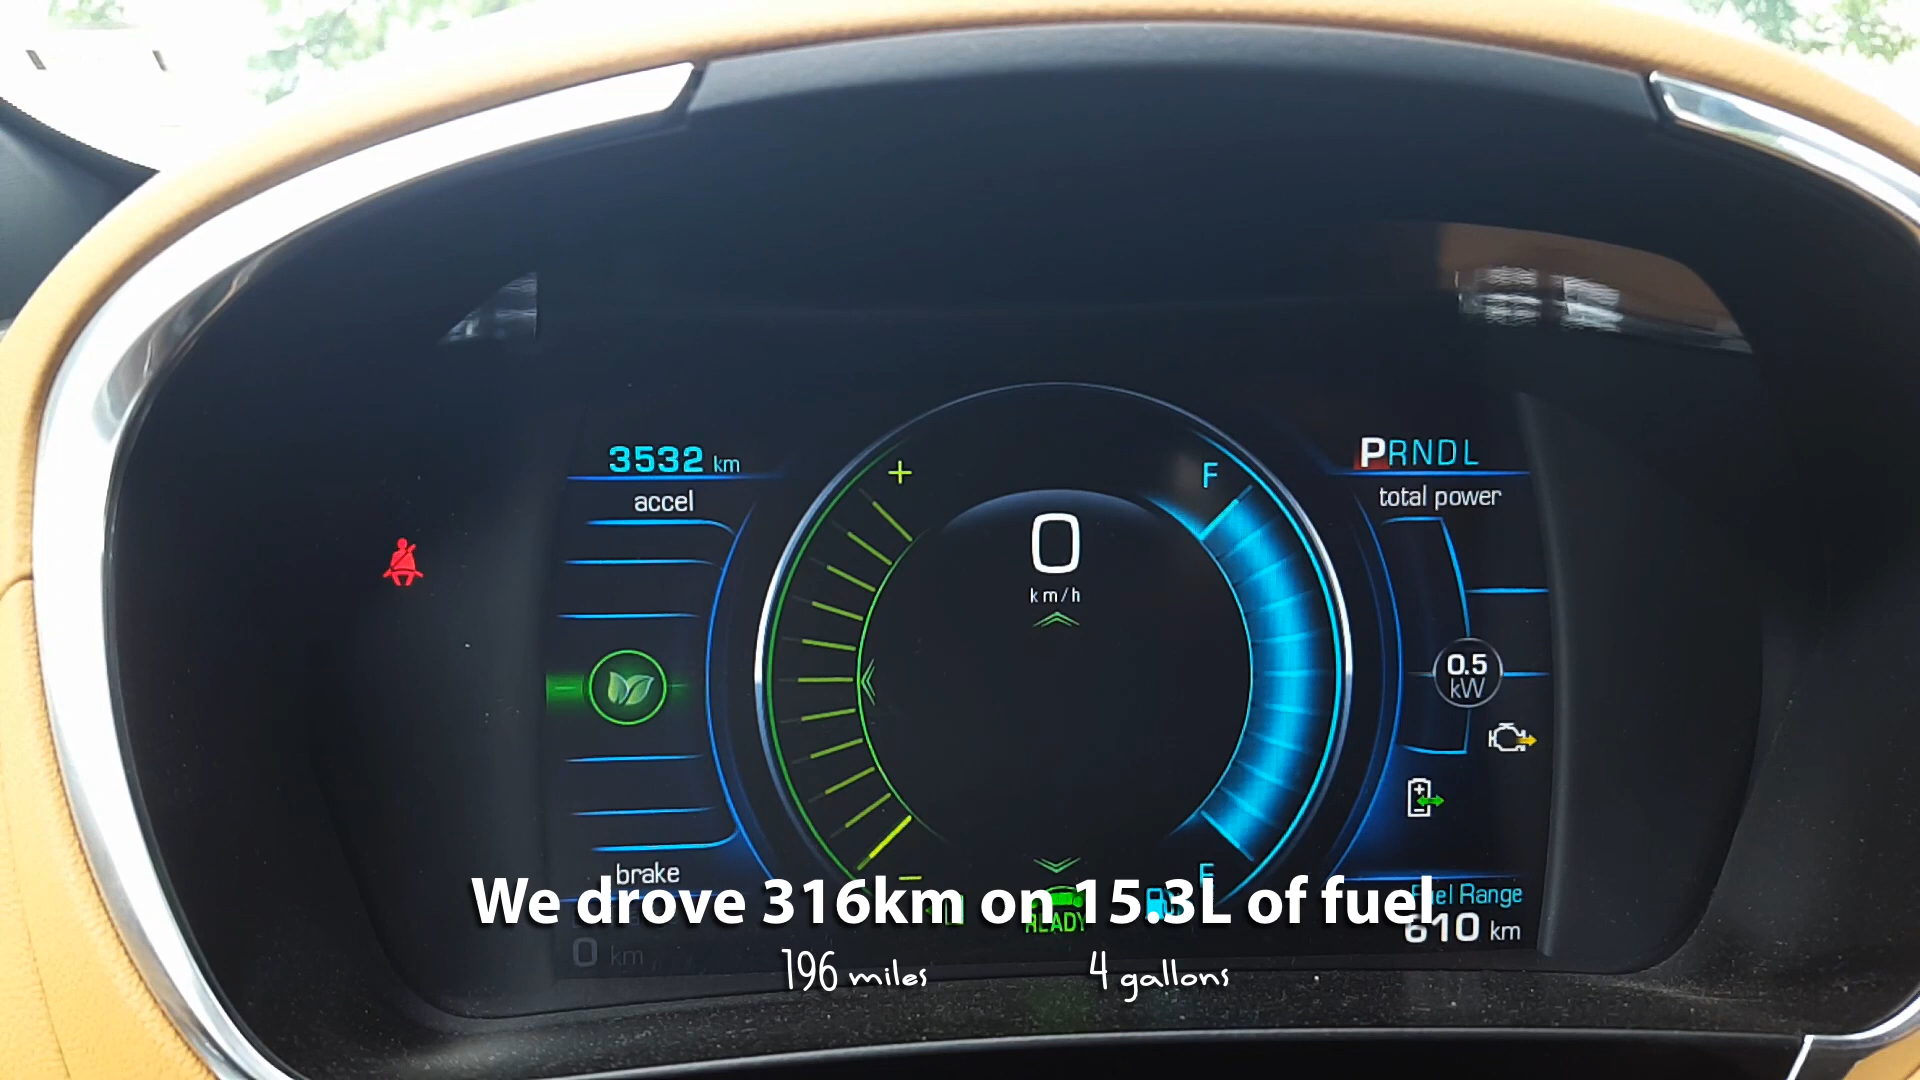 3532 km
PRNDL
accel
total power
+
F
0
km/h
0.5
kW
brake
E
Fuel Range
READY
610 km
0 km
We drove 316km on 15.3L of fuel
196 miles
4 gallons